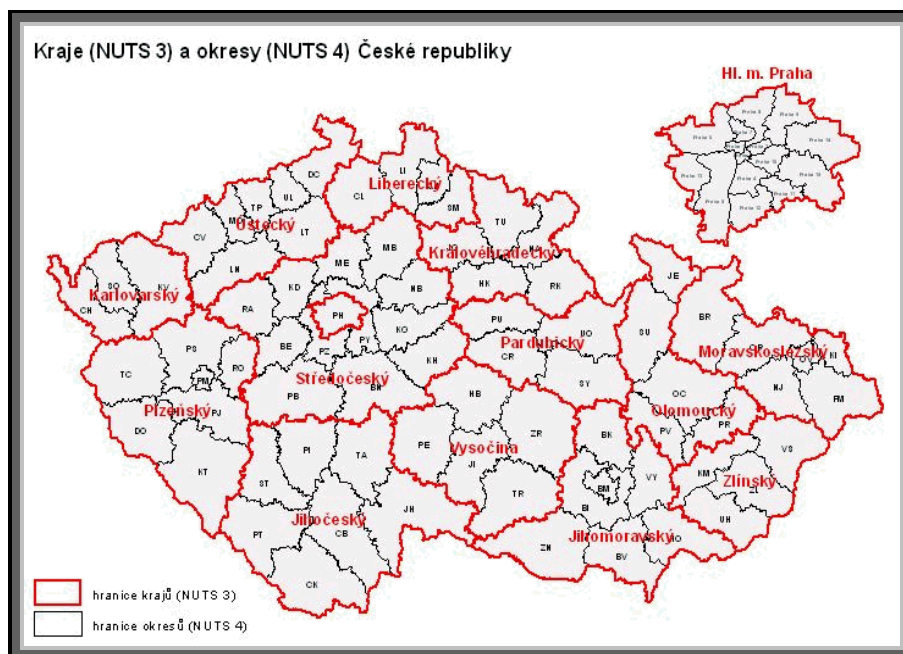 Kraje (NUTS 3) a okresy (NUTS 4) České republiky
Hl. m. Praha
DC
LI
Liberecký
CL
SM
TP
UL
Ústecký
LT
CV
LN
TU
Královéhradecký
HK
RK
ME
MB
NB
KD
RA
SO
Karlovarský
KV
CH
PH
KO
PY
PZ
BE
KH
Středočeský
PB
BN
JE
SU
BR
Moravskoslezský
KI
NJ
FM
PU
UO
Pardubický
CR
SY
TC
PS
RO
PM
Plzeňský
PJ
DO
KT
HB
OC
Olomoucký
PV
PR
VS
PE
Vysočina
ZR
JI
TR
BK
BM
VY
BI
KM
Zlínský
UH
PI
TA
ST
Jihočeský
JH
PT
CB
CK
Jihomoravský
ZN
BV
hranice krajů (NUTS 3)
hranice okresů (NUTS 4)